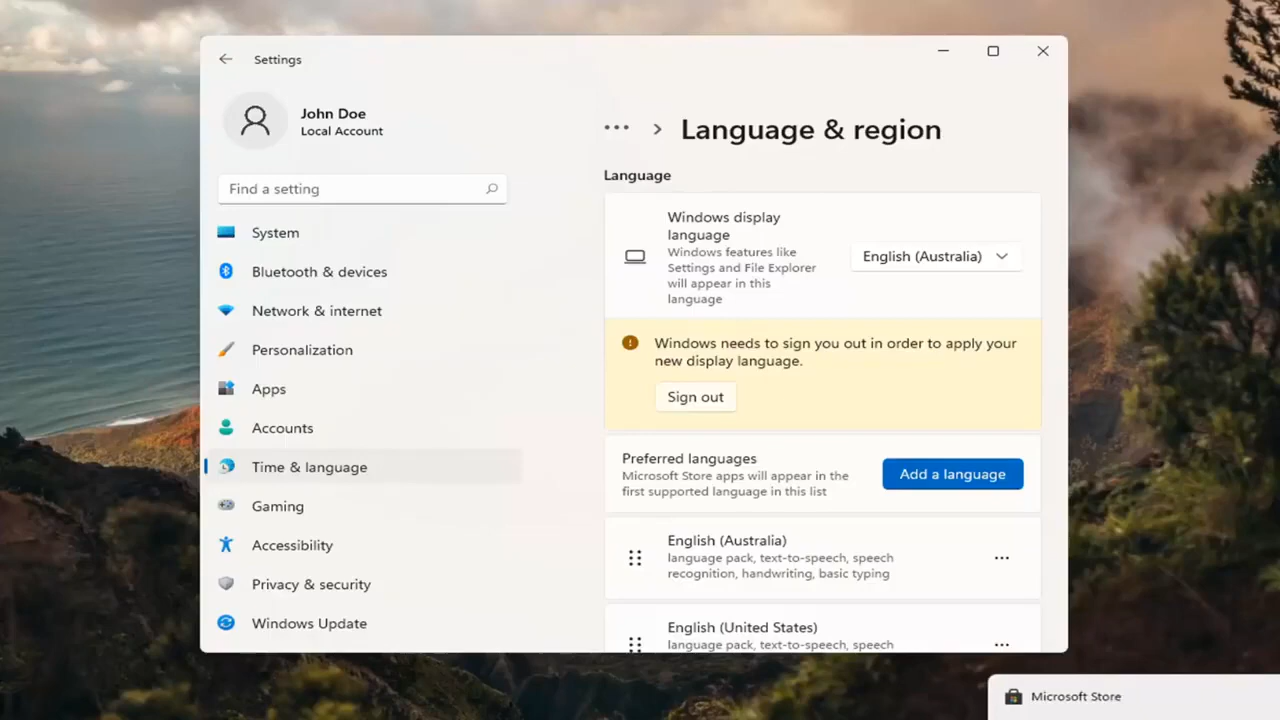 Settings
John Doe
Local Account
Find a setting
System
Bluetooth & devices
Network & internet
Personalization
Apps
Accounts
Time & language
Gaming
Accessibility
Privacy & security
Windows Update
Language & region
Language
Windows display
language
Windows features like
Settings and File Explorer
will appear in this
language
English (Australia)
Windows needs to sign you out in order to apply your
new display language.
Sign out
Preferred languages
Microsoft Store apps will appear in the
first supported language in this list
Add a language
English (Australia)
language pack, text-to-speech, speech
recognition, handwriting, basic typing
English (United States)
language pack, text-to-speech, speech
Microsoft Store